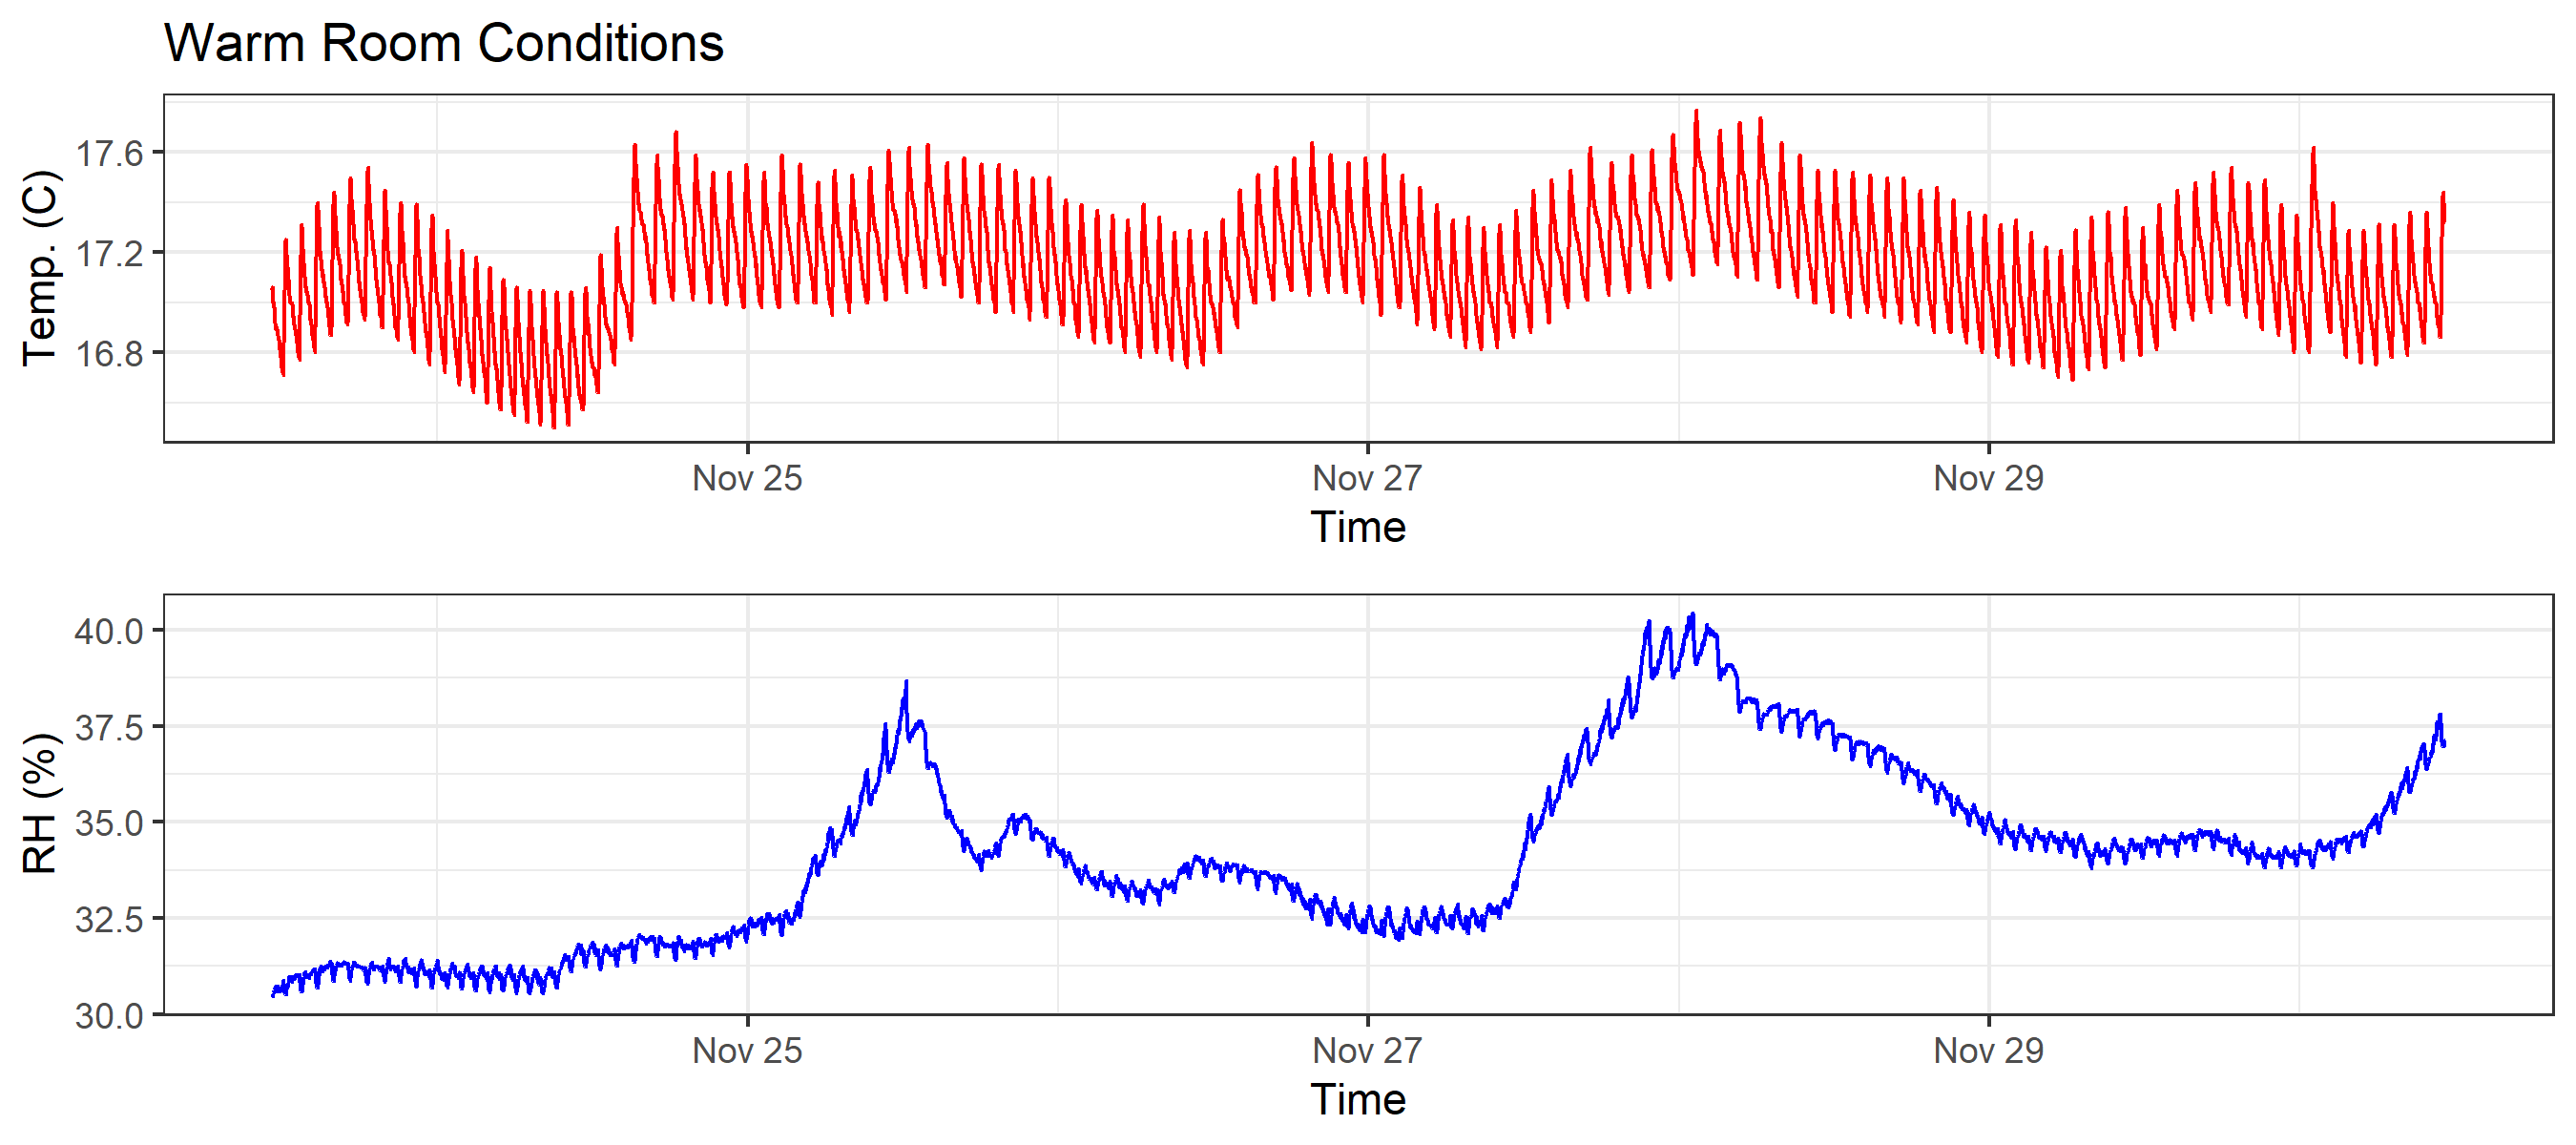 Warm Room Conditions
Temp. (C)
17.6
17.2
16.8
Nov 25 Nov 27 Nov 29
Time
RH (%)
40.0
37.5
35.0
32.5
30.0
Nov 25 Nov 27 Nov 29
Time